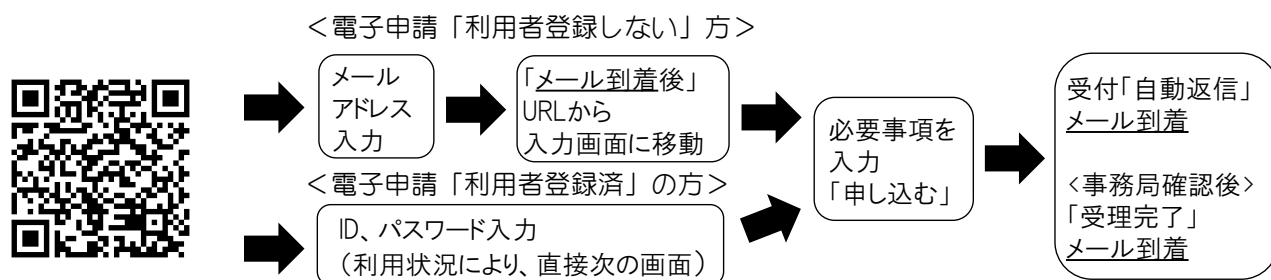 <電子申請「利用者登録しない」方>
メール
アドレス
入力
「メール到着後」
URLから
入力画面に移動
<電子申請「利用者登録済」の方>
ID、パスワード入力
(利用状況により、直接次の画面)
必要事項を
入力
「申し込む」
受付「自動返信」
メール到着
<事務局確認後>
「受理完了」
メール到着